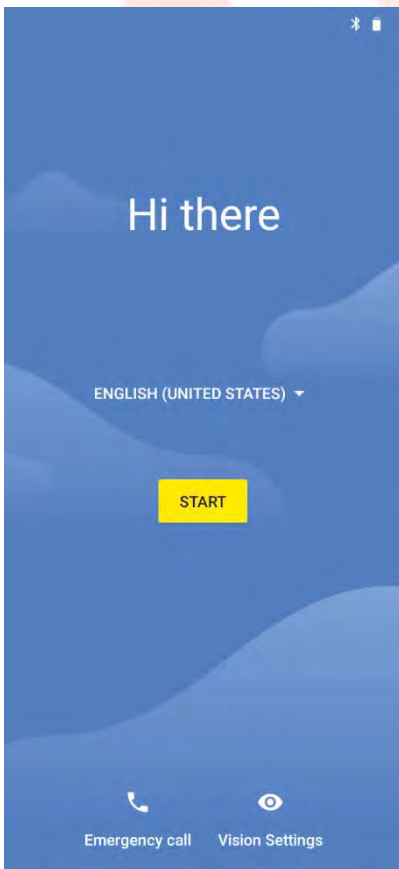 Hi there
ENGLISH (UNITED STATES)
START
Emergency call
Vision Settings